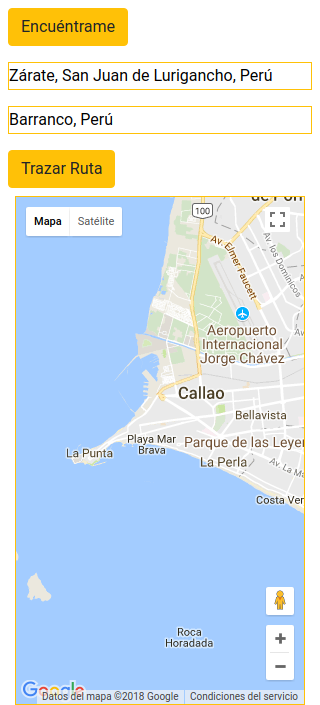 Encuéntrame
Zárate, San Juan de Lurigancho, Perú
Barranco, Perú
Trazar Ruta
Mapa
Satélite
100
Av. Elmer Faucett
Av. los Dominicos
Aeropuerto
Internacional
Jorge Chávez
Callao
Bellavista
Playa Mar
Brava
Parque de las Leyen
La Punta
La Perla
Av. La M
Costa Ver
Roca
Horadada
Google
Datos del mapa ©2018 Google
Condiciones del servicio